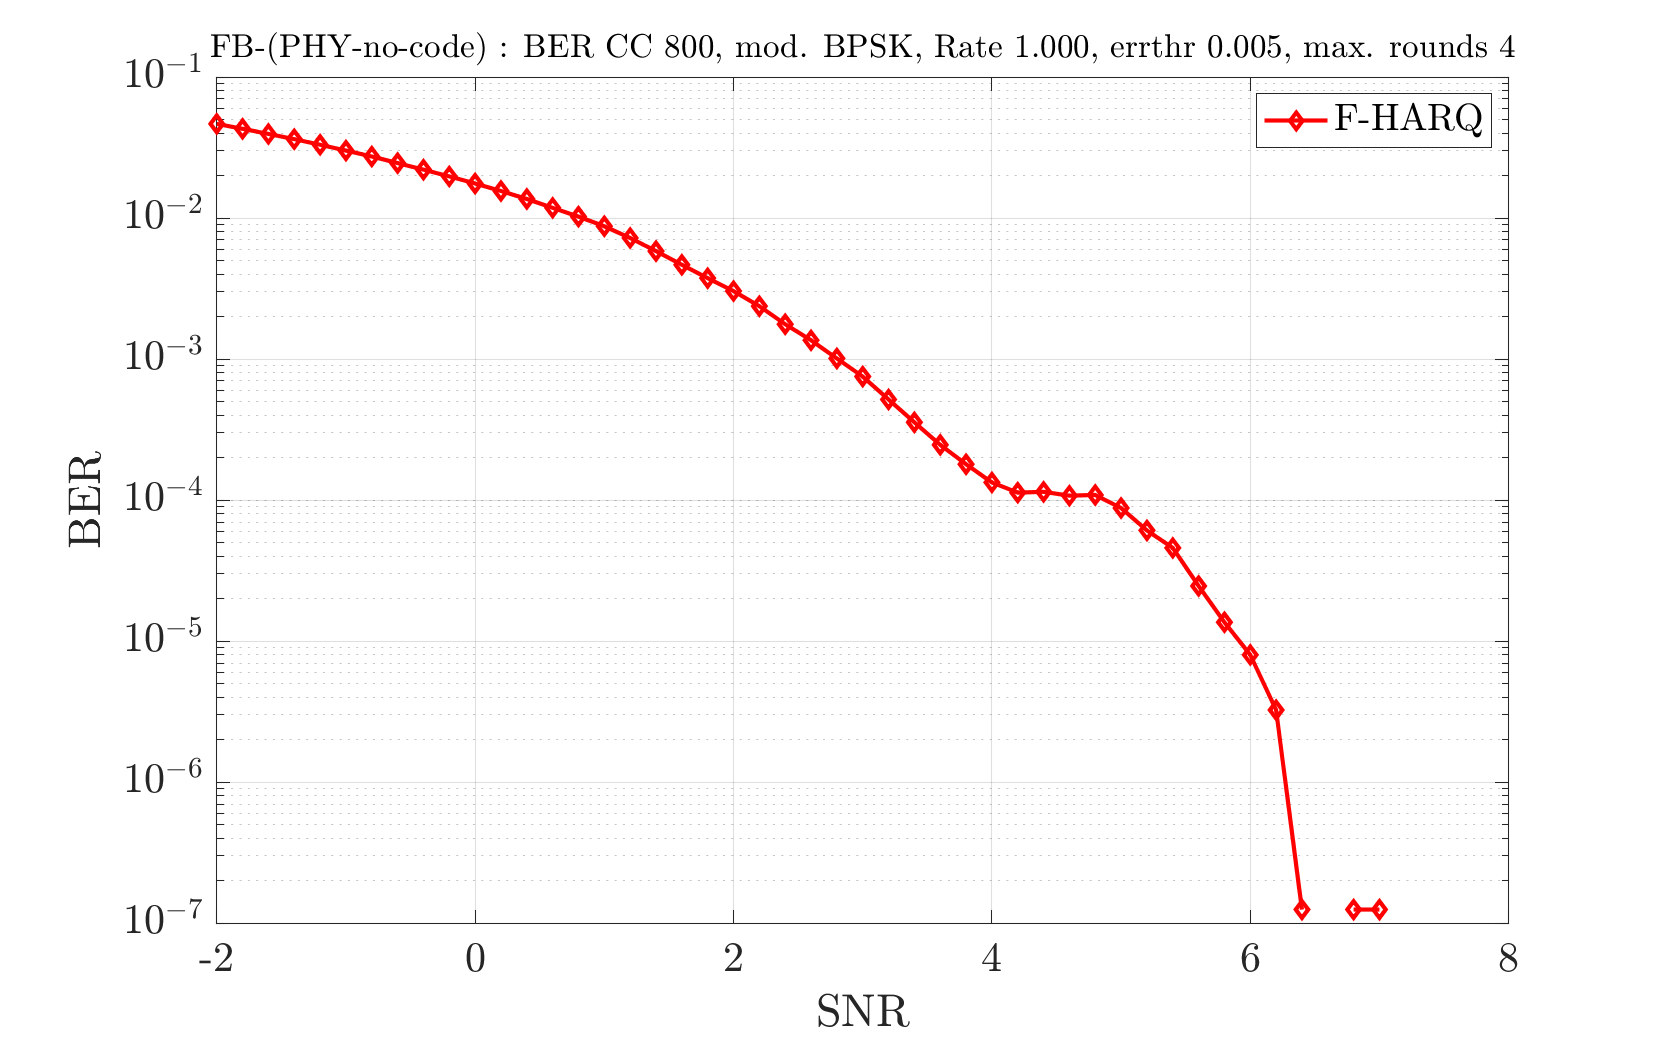 FB-(PHY-no-code) : BER CC 800, mod. BPSK, Rate 1.000, errthr 0.005, max. rounds 4
F-HARQ
10⁻¹
10⁻²
10⁻³
10⁻⁴
10⁻⁵
10⁻⁶
10⁻⁷
BER
-2 0 2 4 6 8
SNR